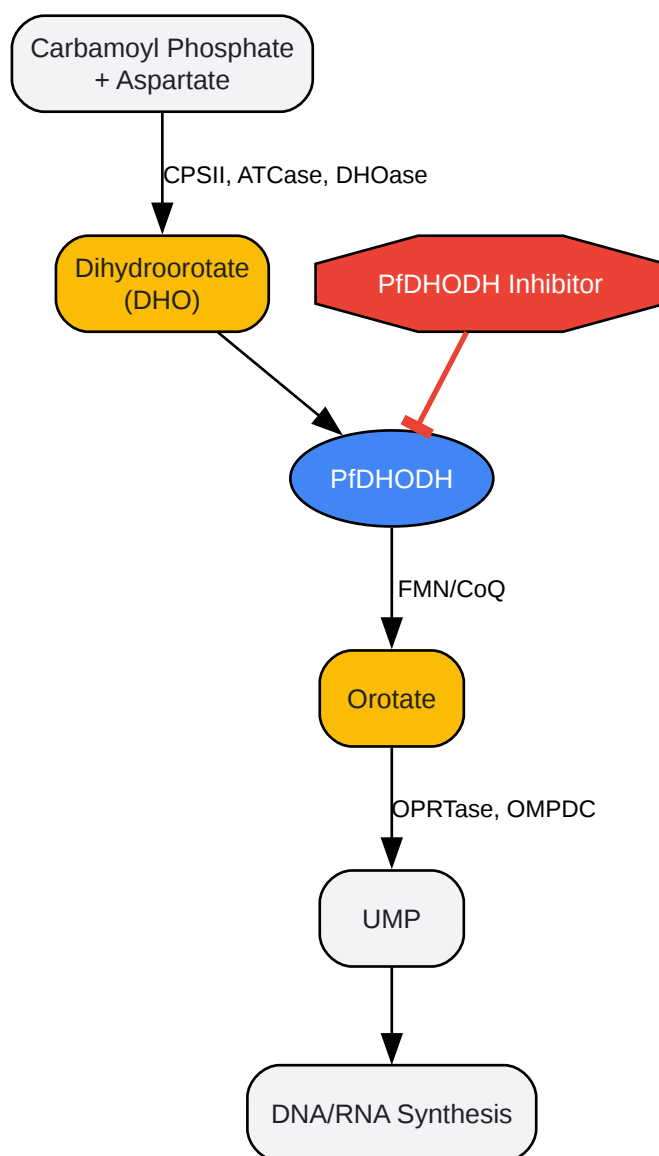 Carbamoyl Phosphate
+ Aspartate
CPSII, ATCase, DHOase
Dihydroorotate
(DHO)
PfDHODH Inhibitor
PfDHODH
FMN/CoQ
Orotate
OPRTase, OMPDC
UMP
DNA/RNA Synthesis